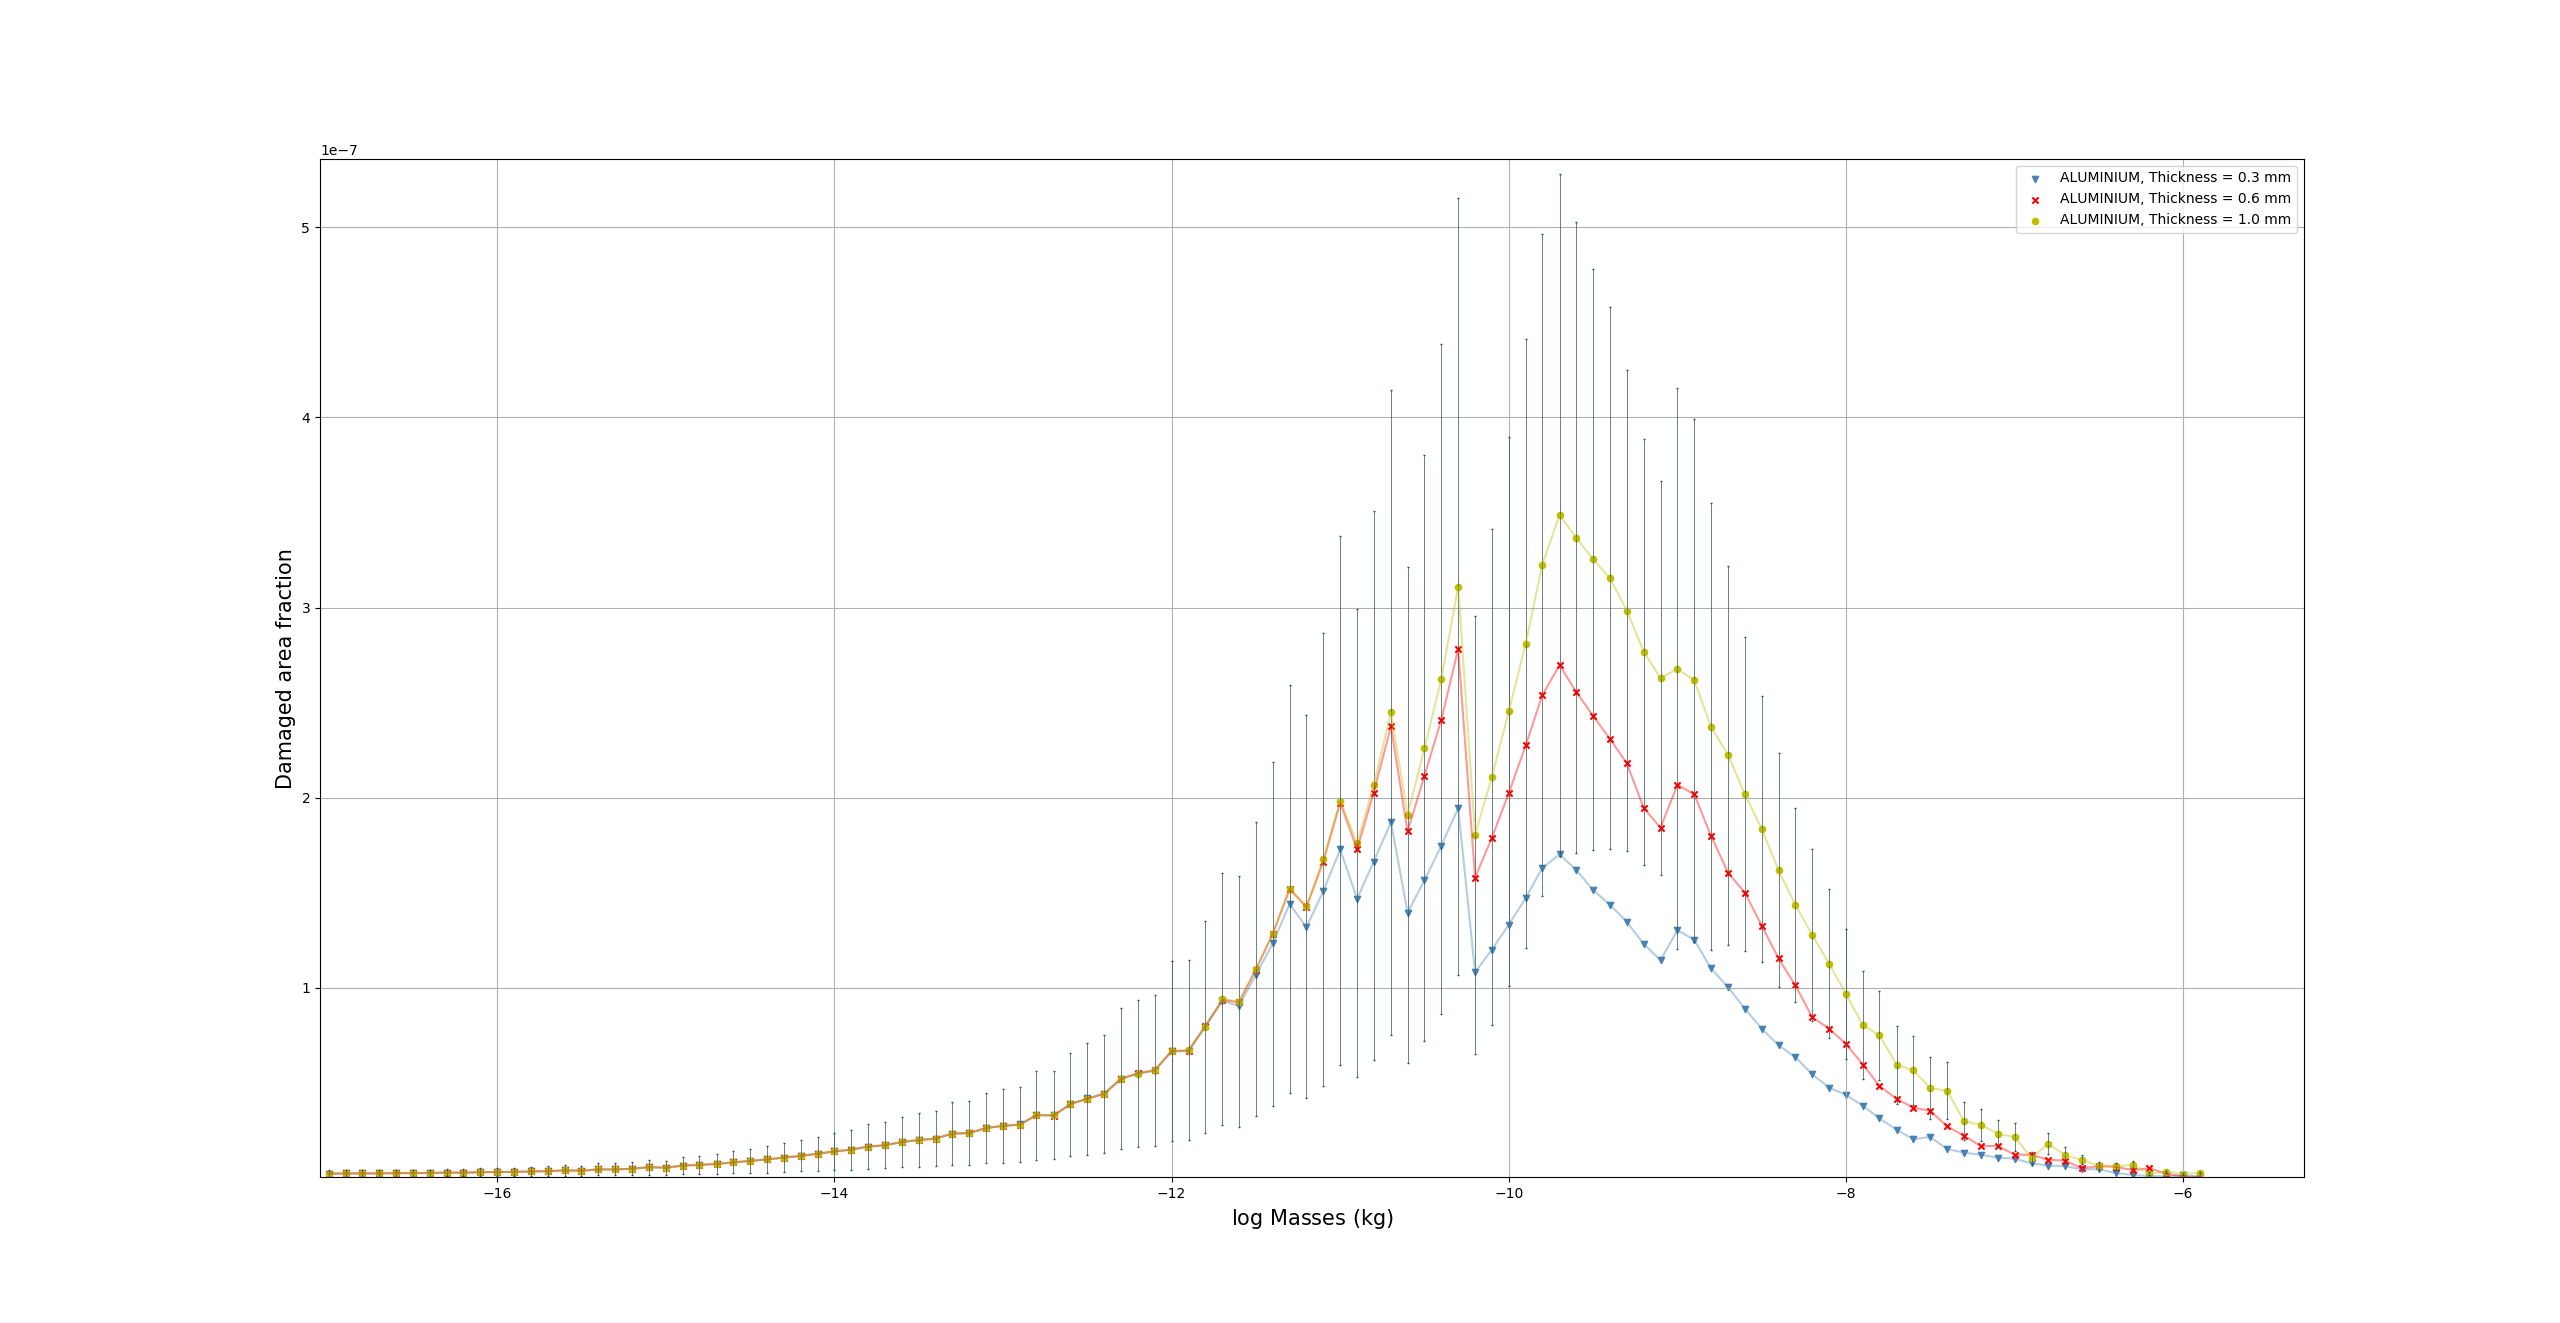 1e−7
ALUMINIUM, Thickness = 0.3 mm
ALUMINIUM, Thickness = 0.6 mm
ALUMINIUM, Thickness = 1.0 mm
5
4
3
2
1
Damaged area fraction
−16 −14 −12 −10 −8 −6
log Masses (kg)